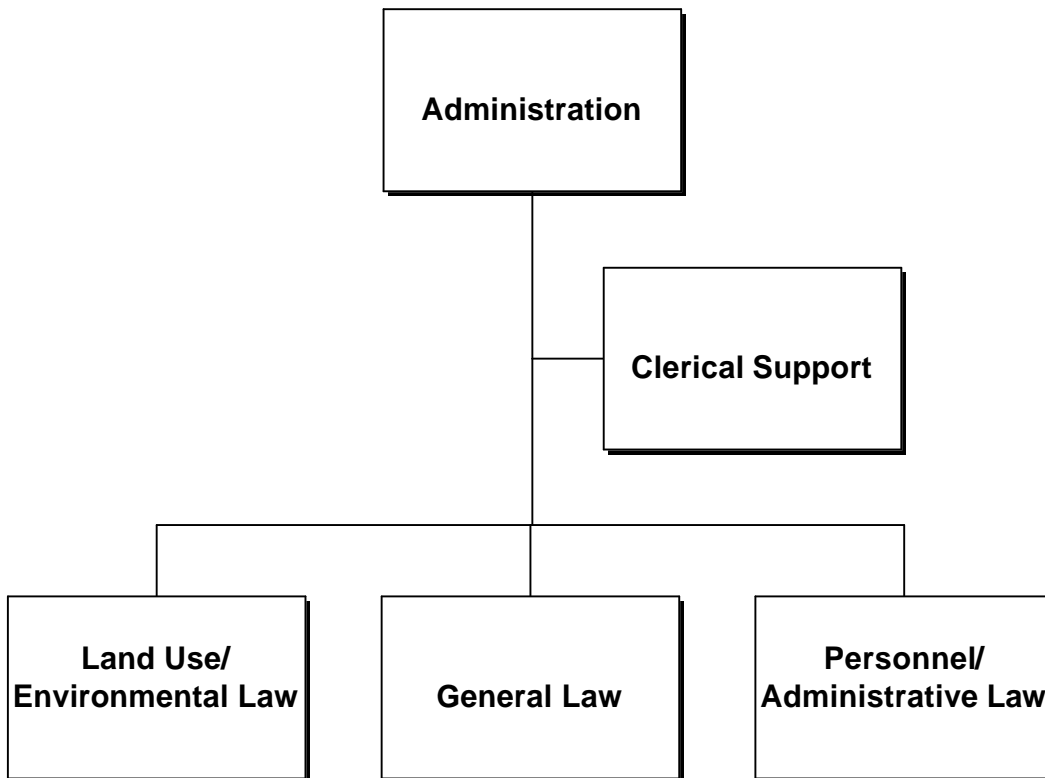 Administration
Clerical Support
Land Use/
Environmental Law
General Law
Personnel/
Administrative Law